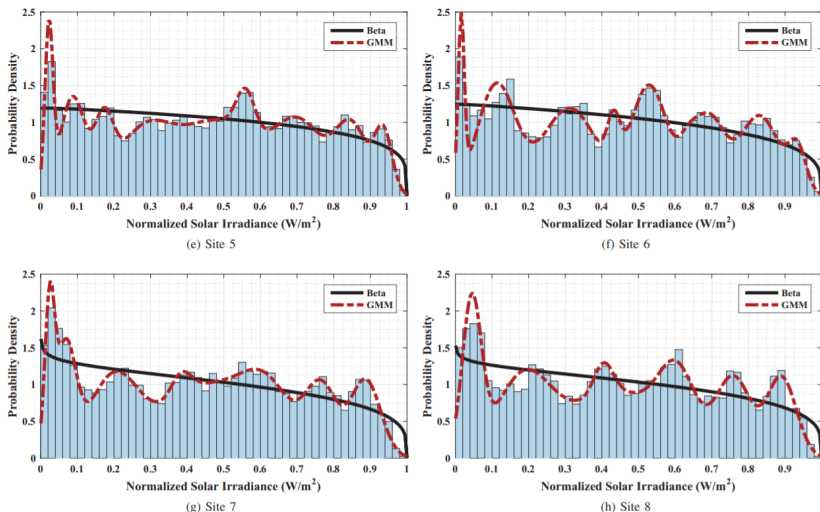 2.5
2
1.5
1
0.5
0
Probability Density
Beta
GMM
0 0.1 0.2 0.3 0.4 0.5 0.6 0.7 0.8 0.9 1
Normalized Solar Irradiance (W/m²)
(e) Site 5
2.5
2
1.5
1
0.5
0
Probability Density
Beta
GMM
0 0.1 0.2 0.3 0.4 0.5 0.6 0.7 0.8 0.9
Normalized Solar Irradiance (W/m²)
(f) Site 6
2.5
2
1.5
1
0.5
0
Probability Density
Beta
GMM
0 0.1 0.2 0.3 0.4 0.5 0.6 0.7 0.8 0.9 1
Normalized Solar Irradiance (W/m²)
(g) Site 7
2.5
2
1.5
1
0.5
0
Probability Density
Beta
GMM
0 0.1 0.2 0.3 0.4 0.5 0.6 0.7 0.8 0.9
Normalized Solar Irradiance (W/m²)
(h) Site 8